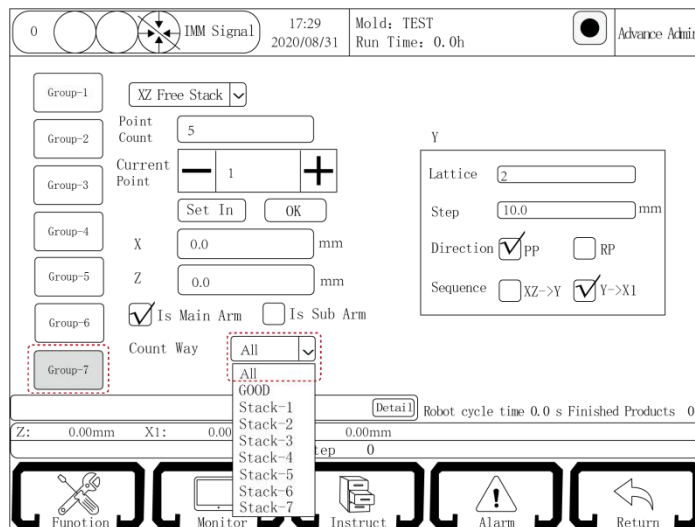 0 IMM Signal 17:29 Mold: TEST
2020/08/31 Run Time: 0.0h Advance Admin
Group-1
Group-2
Group-3
Group-4
Group-5
Group-6
Group-7
XZ Free Stack
Point Count 5
Current Point 1
Set In OK
X 0.0 mm
Z 0.0 mm
Is Main Arm Is Sub Arm
Count Way All
All
GOOD
Stack-1
Stack-2
Stack-3
Stack-4
Stack-5
Stack-6
Stack-7
Y
Lattice 2
Step 10.0 mm
Direction PP RP
Sequence XZ->Y Y->X1
Detail Robot cycle time 0.0 s Finished Products 0
Z: 0.00mm X1: 0.00 0.00mm
tep 0
Funotion Monitor Instruct Alarm Return